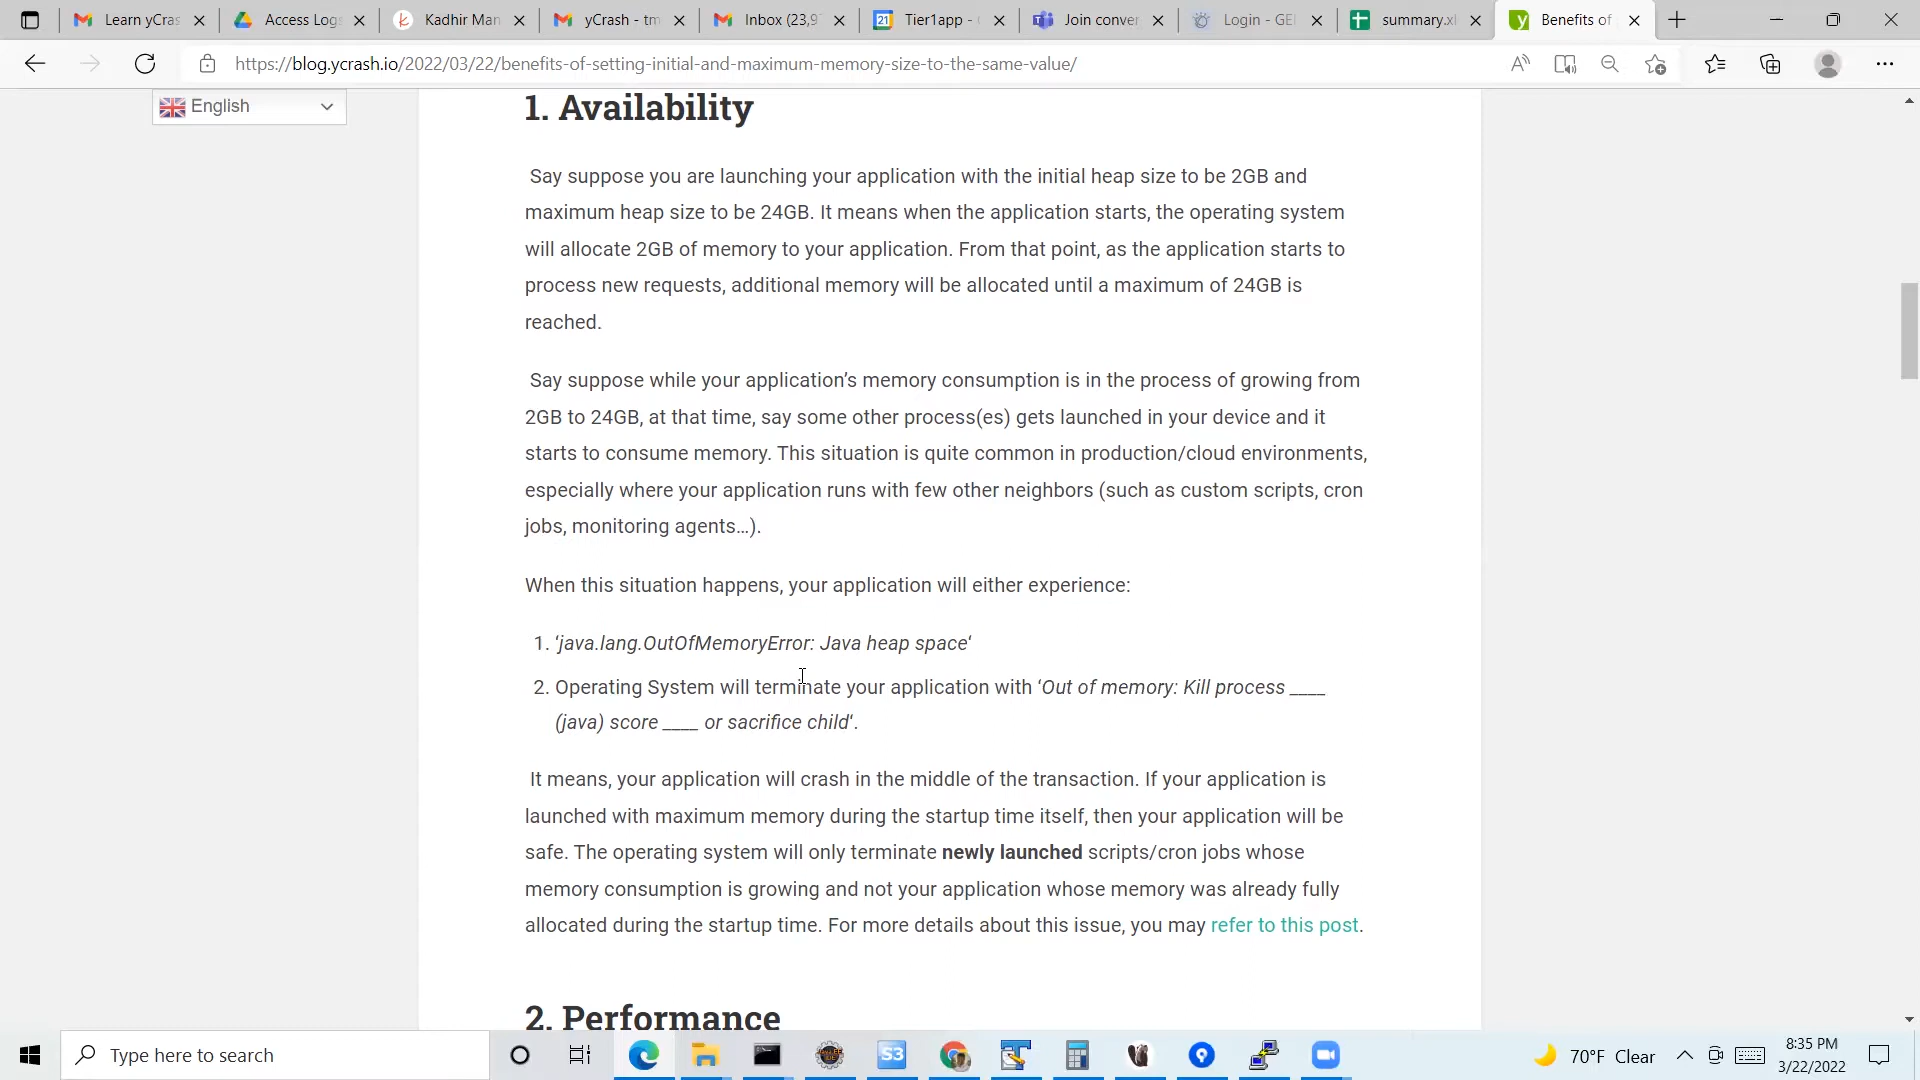 Learn yCras
Access Log
Kadhir Man
yCrash - tm
Inbox (23,9
21
Tier1app -
Join conver
Login - GE
summary.xl
Benefits of
https://blog.ycrash.io/2022/03/22/benefits-of-setting-initial-and-maximum-memory-size-to-the-same-value/
English
1. Availability
Say suppose you are launching your application with the initial heap size to be 2GB and
maximum heap size to be 24GB. It means when the application starts, the operating system
will allocate 2GB of memory to your application. From that point, as the application starts to
process new requests, additional memory will be allocated until a maximum of 24GB is
reached.
Say suppose while your application’s memory consumption is in the process of growing from
2GB to 24GB, at that time, say some other process(es) gets launched in your device and it
starts to consume memory. This situation is quite common in production/cloud environments,
especially where your application runs with few other neighbors (such as custom scripts, cron
jobs, monitoring agents…).
When this situation happens, your application will either experience:
1. ‘java.lang.OutOfMemoryError: Java heap space‘
2. Operating System will terminate your application with ‘Out of memory: Kill process ____
(java) score ____ or sacrifice child‘.
It means, your application will crash in the middle of the transaction. If your application is
launched with maximum memory during the startup time itself, then your application will be
safe. The operating system will only terminate newly launched scripts/cron jobs whose
memory consumption is growing and not your application whose memory was already fully
allocated during the startup time. For more details about this issue, you may refer to this post.
2. Performance
Type here to search
S3
70°F Clear
8:35 PM
3/22/2022